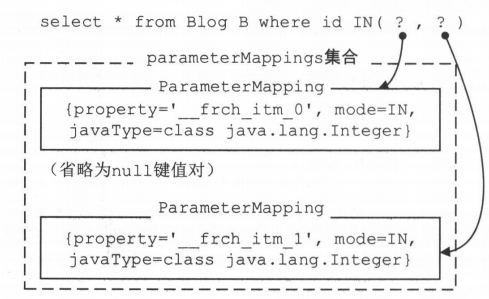 select * from Blog B where id IN( ? , ? )
parameterMappings集合
ParameterMapping
{property='__frch_itm_0', mode=IN,
javaType=class java.lang.Integer}
(省略为null键值对)
ParameterMapping
{property='__frch_itm_1', mode=IN,
javaType=class java.lang.Integer}